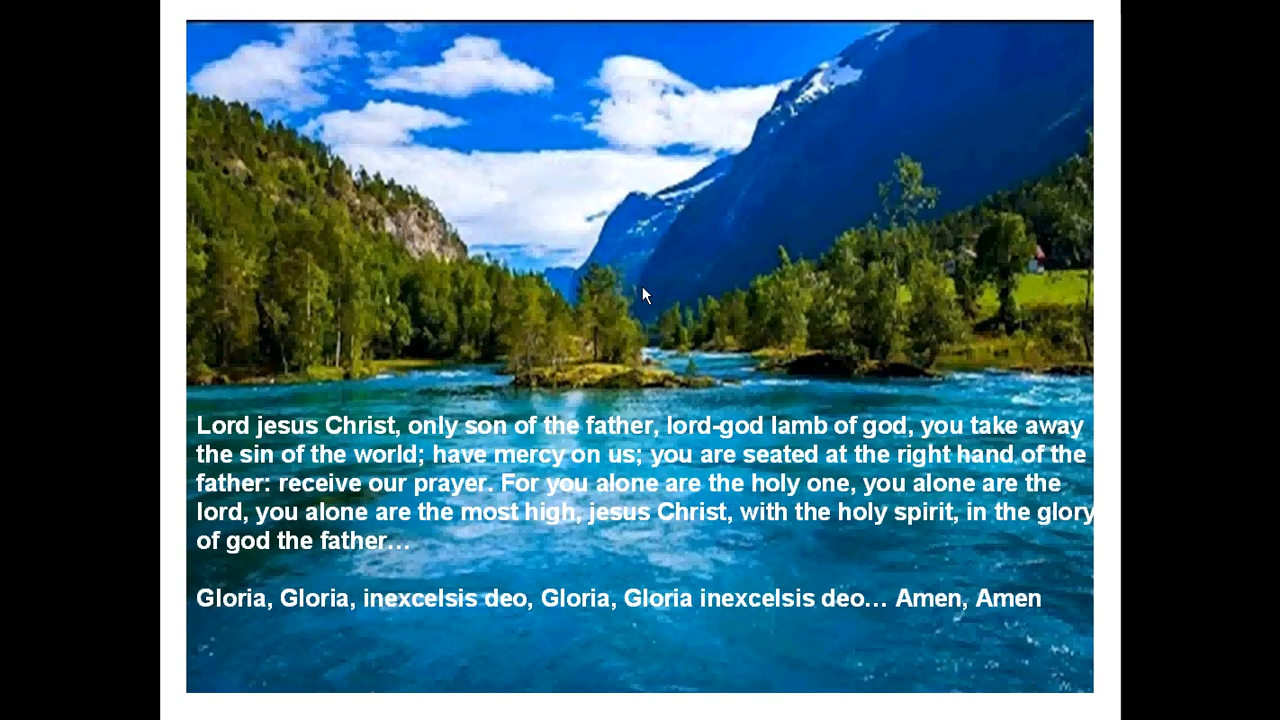 Lord jesus Christ, only son of the father, lord-god lamb of god, you take away
the sin of the world; have mercy on us; you are seated at the right hand of the
father: receive our prayer. For you alone are the holy one, you alone are the
lord, you alone are the most high, jesus Christ, with the holy spirit, in the glory
of god the father…
Gloria, Gloria, inexcelsis deo, Gloria, Gloria inexcelsis deo… Amen, Amen